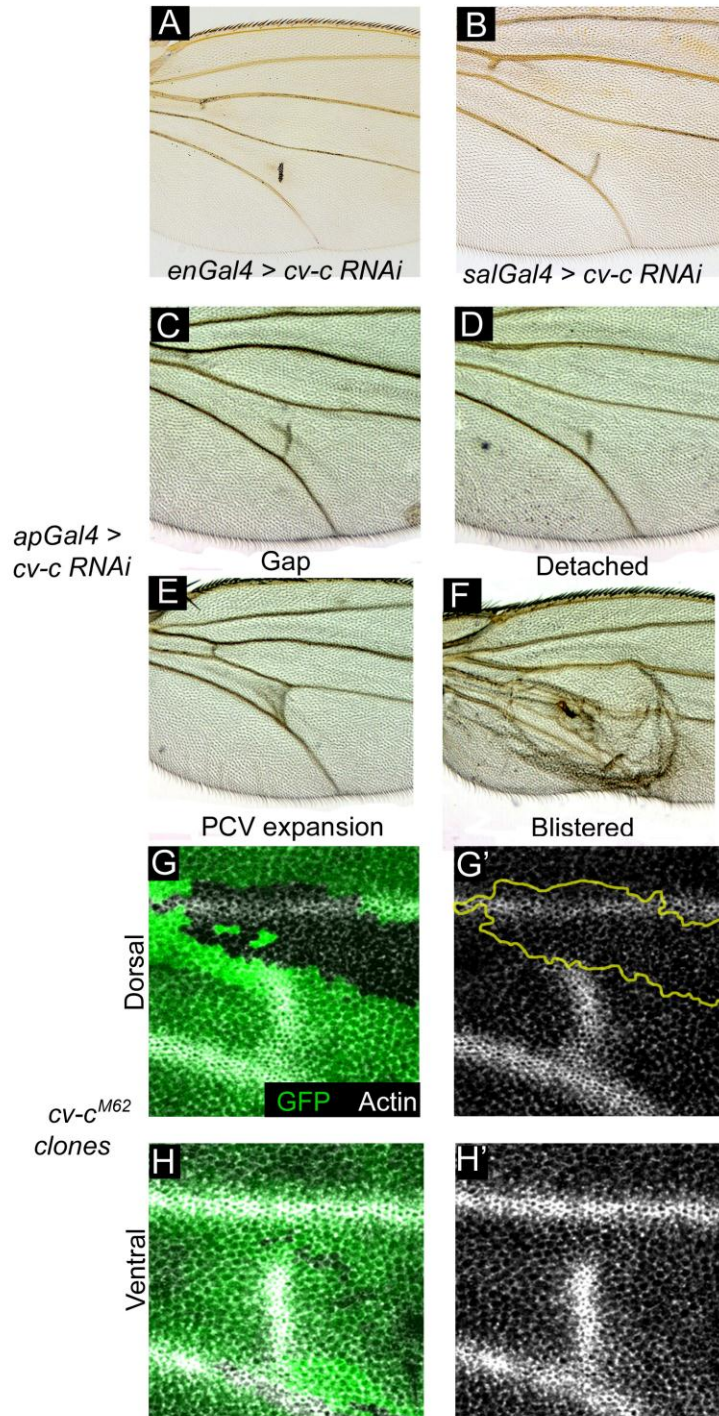 A
B
enGal4 > cv-c RNAi
salGal4 > cv-c RNAi
C
D
apGal4 >
cv-c RNAi
Gap
Detached
E
F
PCV expansion
Blistered
G
G'
Dorsal
GFP Actin
cv-c^M62
clones
H
H'
Ventral